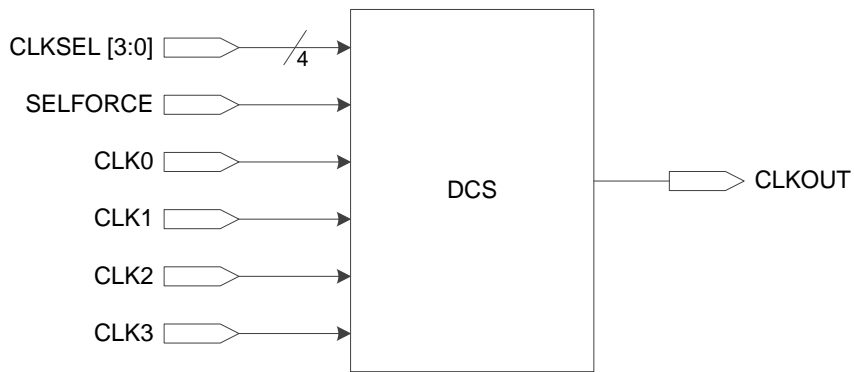 CLKSEL [3:0]
4
SELFORCE
CLK0
CLK1
CLK2
CLK3
DCS
CLKOUT